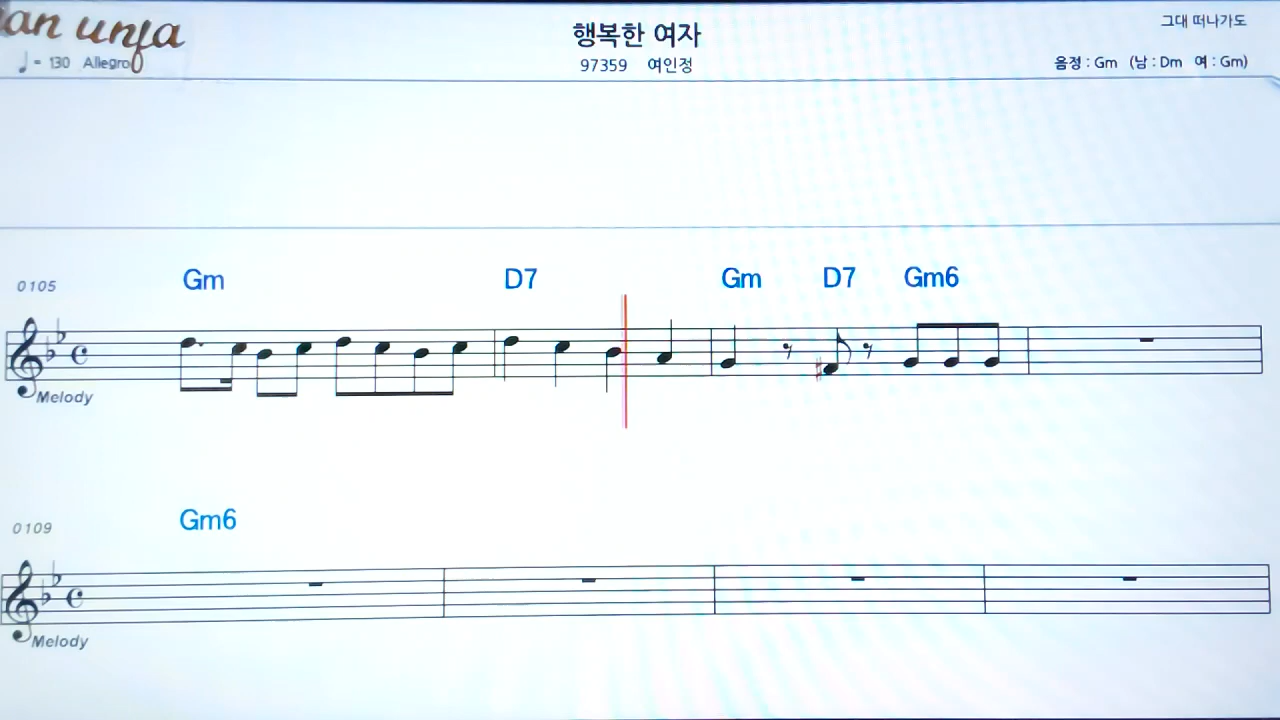 an unfa
행복한 여자
그대 떠나가도
♩ = 130 Allegro
97359 여인정
음정 : Gm (남 : Dm 여 : Gm)
0105
Gm D7 Gm D7 Gm6
Melody
0109
Gm6
Melody